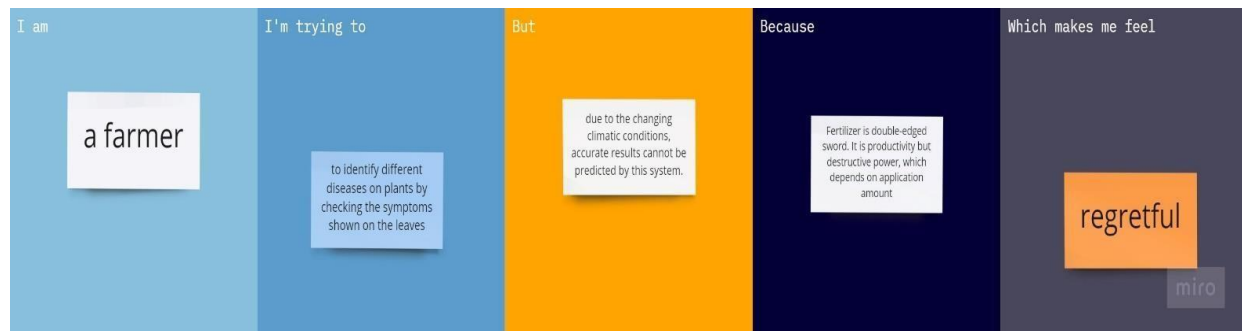 I am
a farmer
I'm trying to
to identify different
diseases on plants by
checking the symptoms
shown on the leaves
But
due to the changing
climatic conditions,
accurate results cannot be
predicted by this system.
Because
Fertilizer is double-edged
sword. It is productivity but
destructive power, which
depends on application
amount
Which makes me feel
regretful
miro